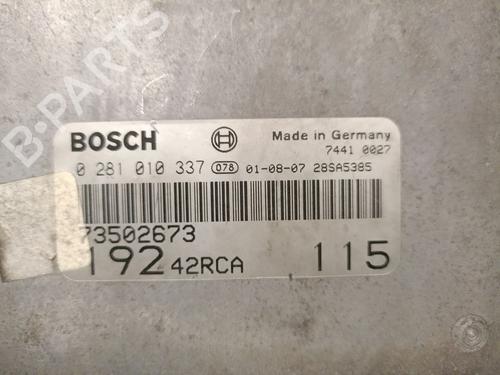 B-PARTS
BOSCH
Made in Germany
7441 0027
0 281 010 337 078 01-08-07 28SA5385
73502673
192 42RCA 115